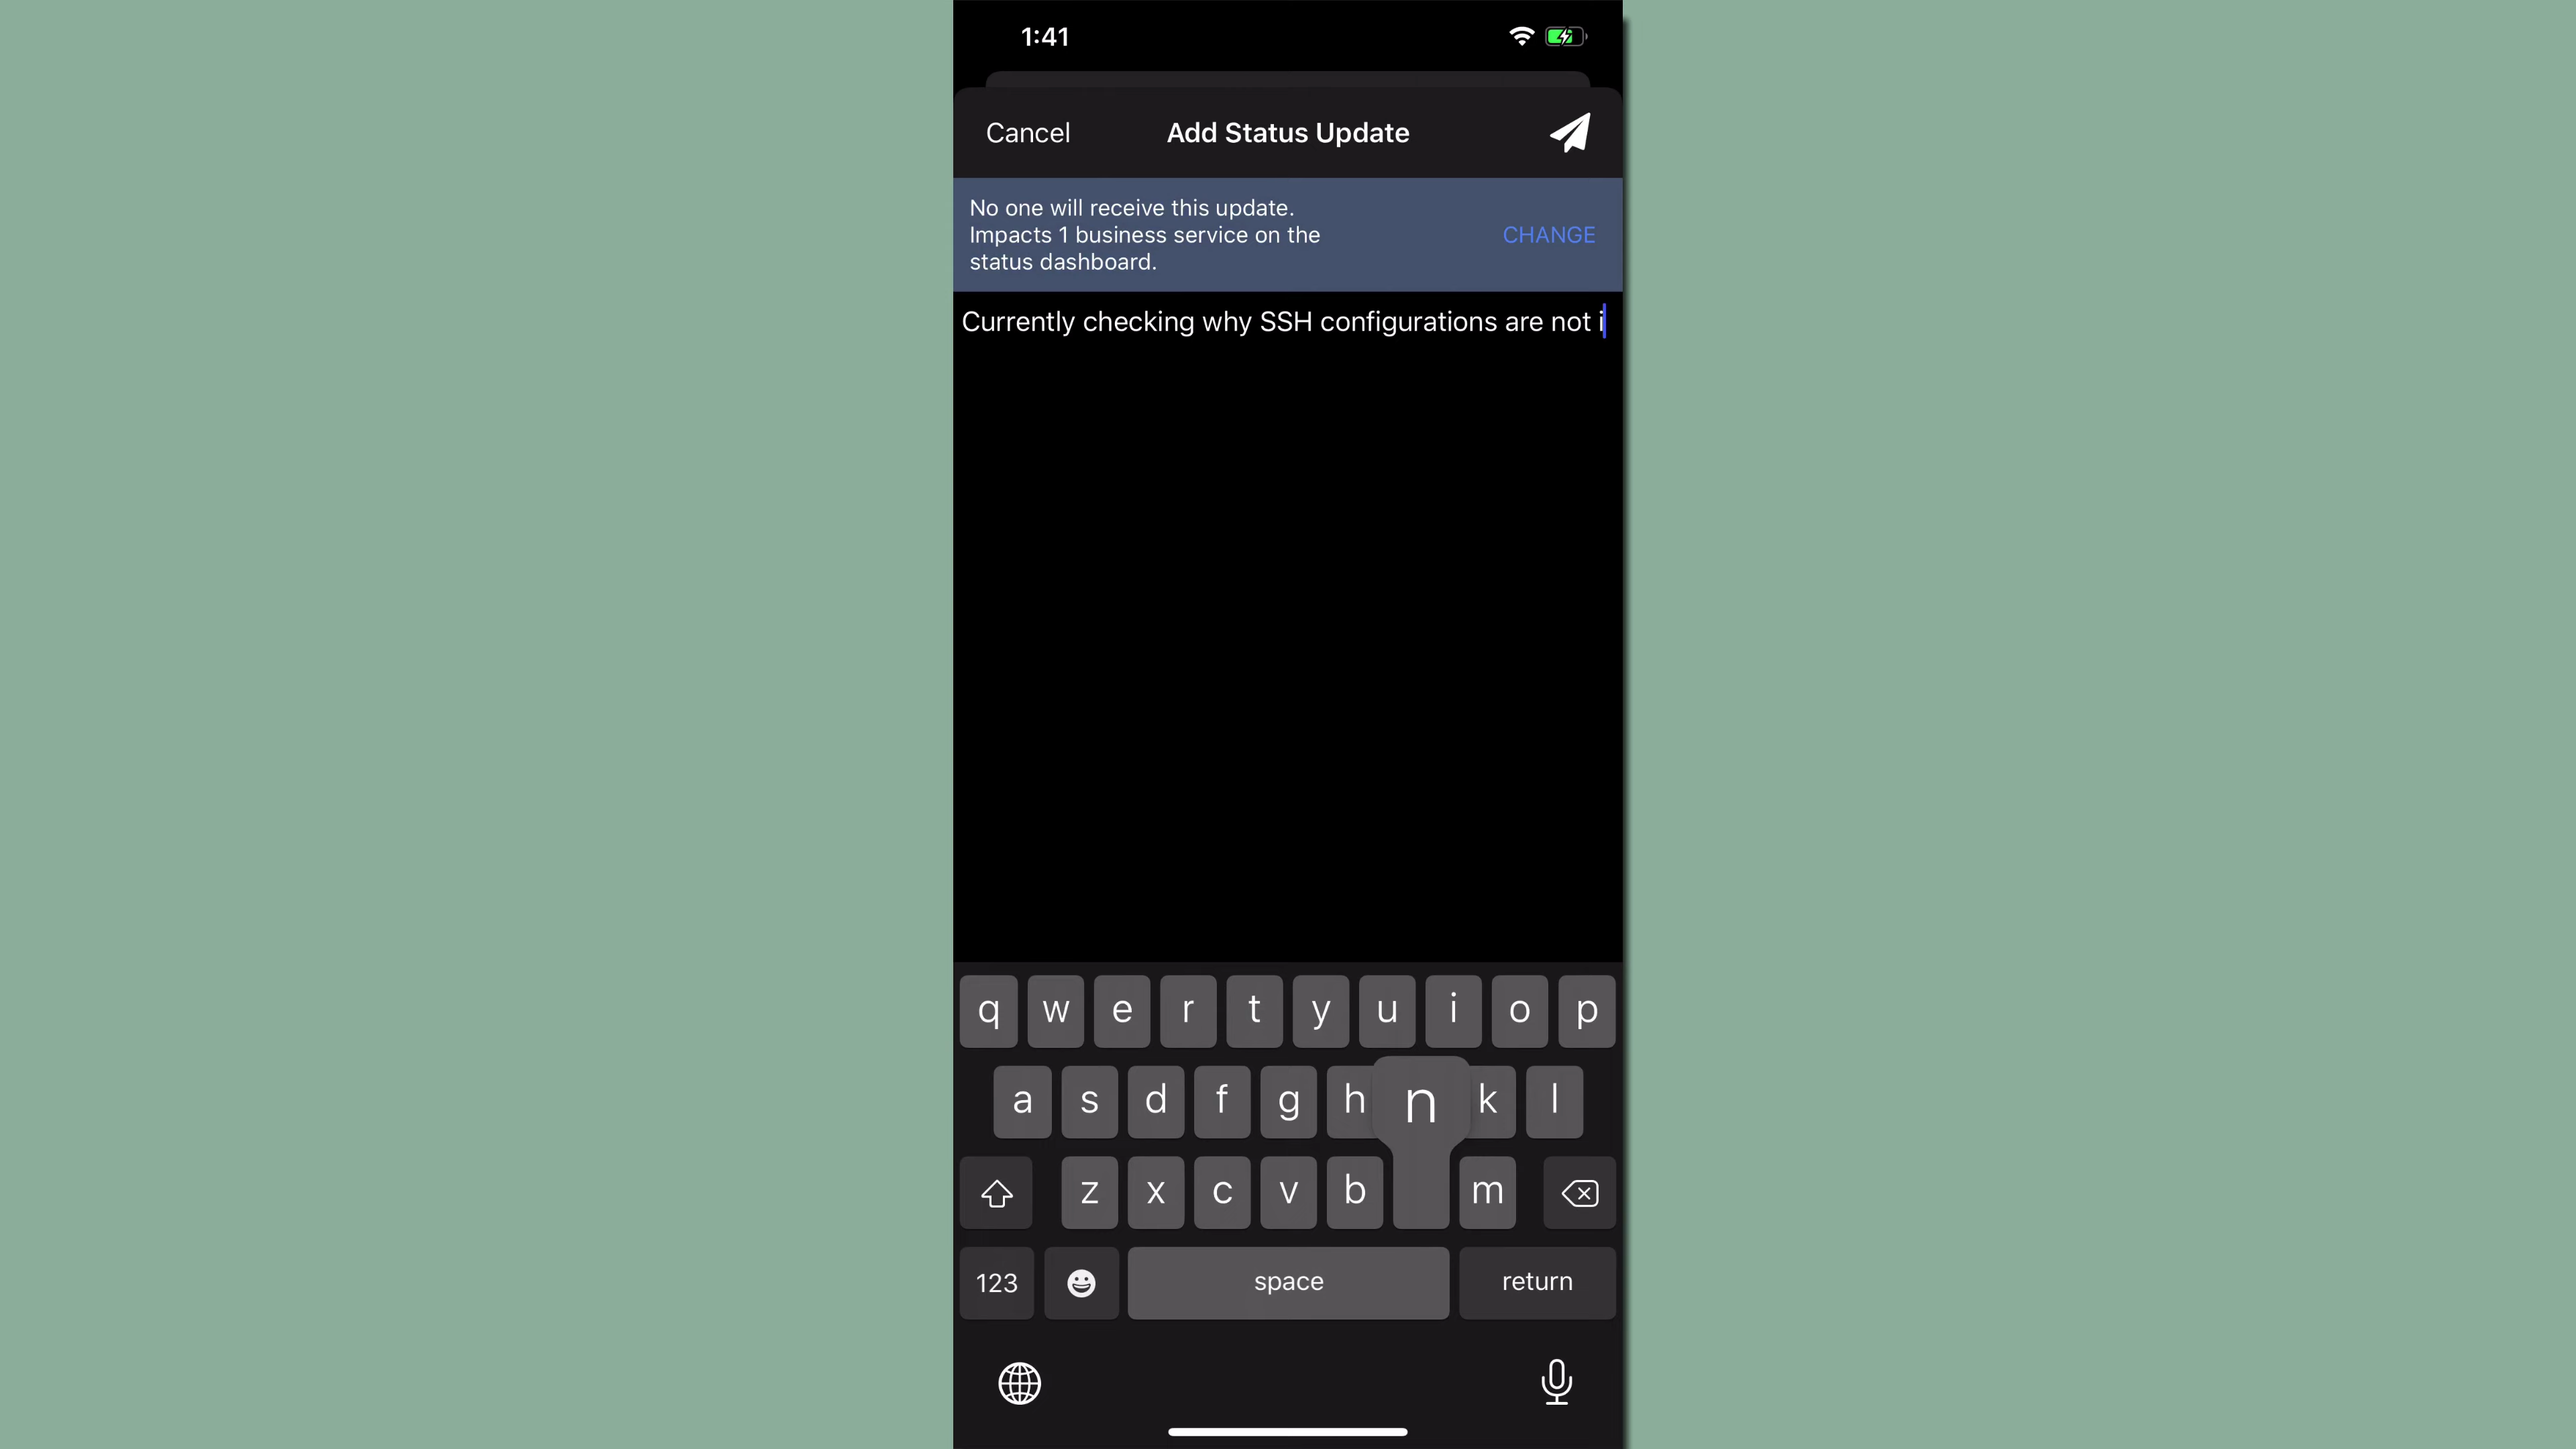 1:41
Cancel
Add Status Update
No one will receive this update.
Impacts 1 business service on the
status dashboard.
CHANGE
Currently checking why SSH configurations are not i
q w e r t y u i o p
a s d f g h n k l
z x c v b m
123 space return